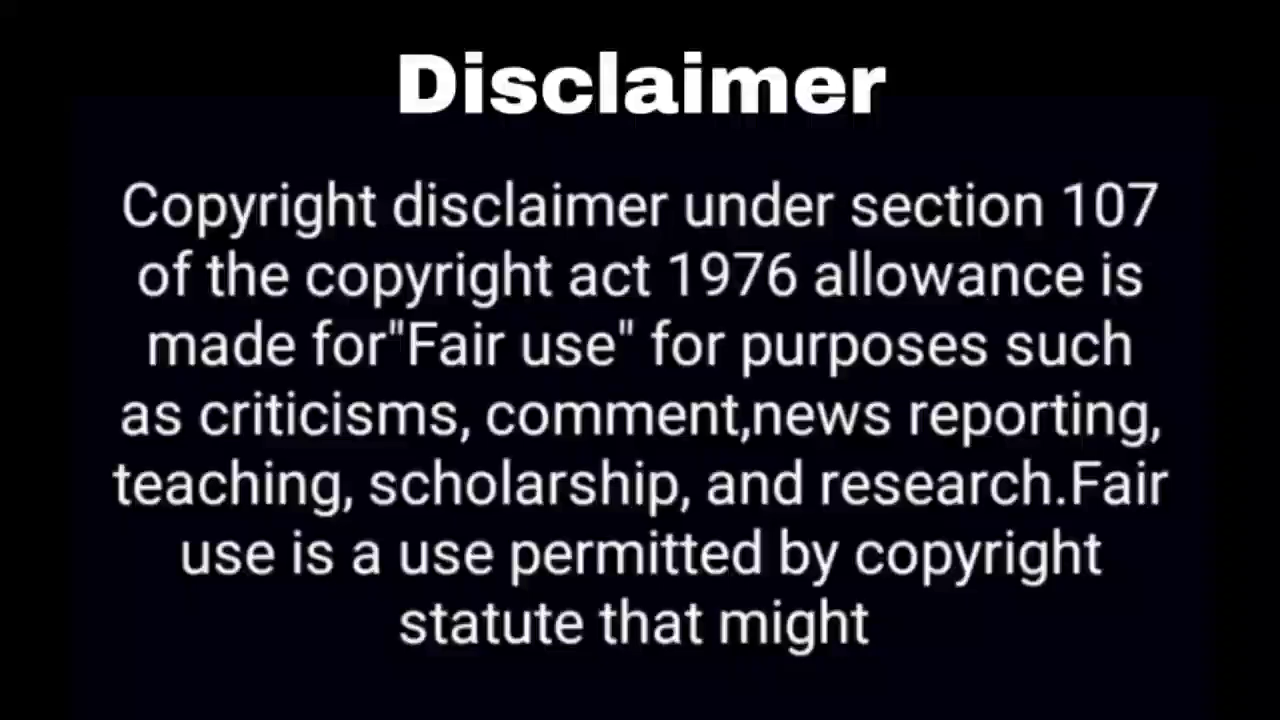 Disclaimer
Copyright disclaimer under section 107
of the copyright act 1976 allowance is
made for"Fair use" for purposes such
as criticisms, comment,news reporting,
teaching, scholarship, and research.Fair
use is a use permitted by copyright
statute that might